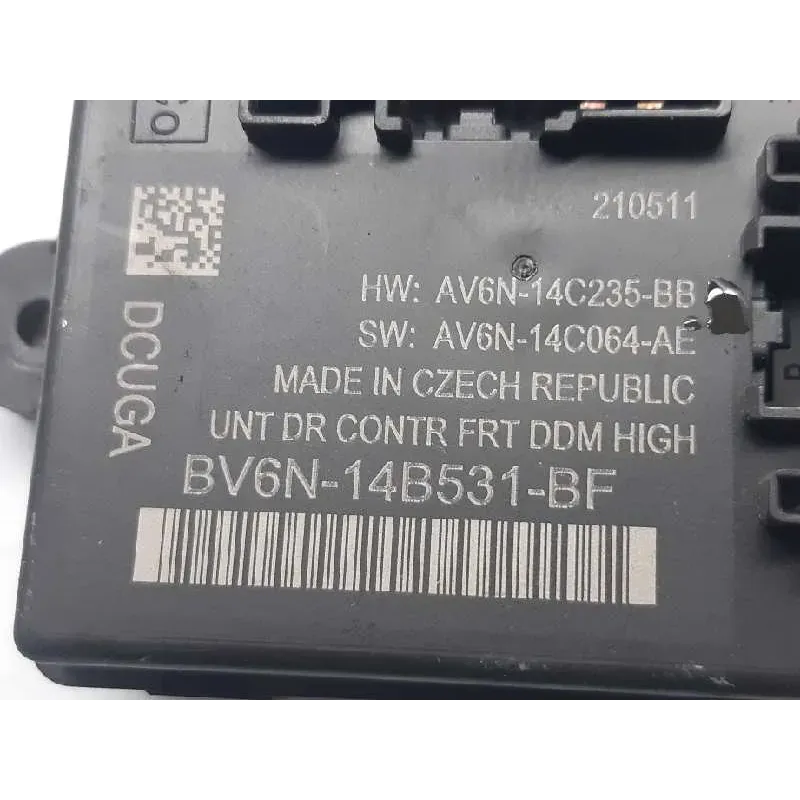 210511
HW: AV6N-14C235-BB
SW: AV6N-14C064-AE
MADE IN CZECH REPUBLIC
UNT DR CONTR FRT DDM HIGH
BV6N-14B531-BF
DCUGA